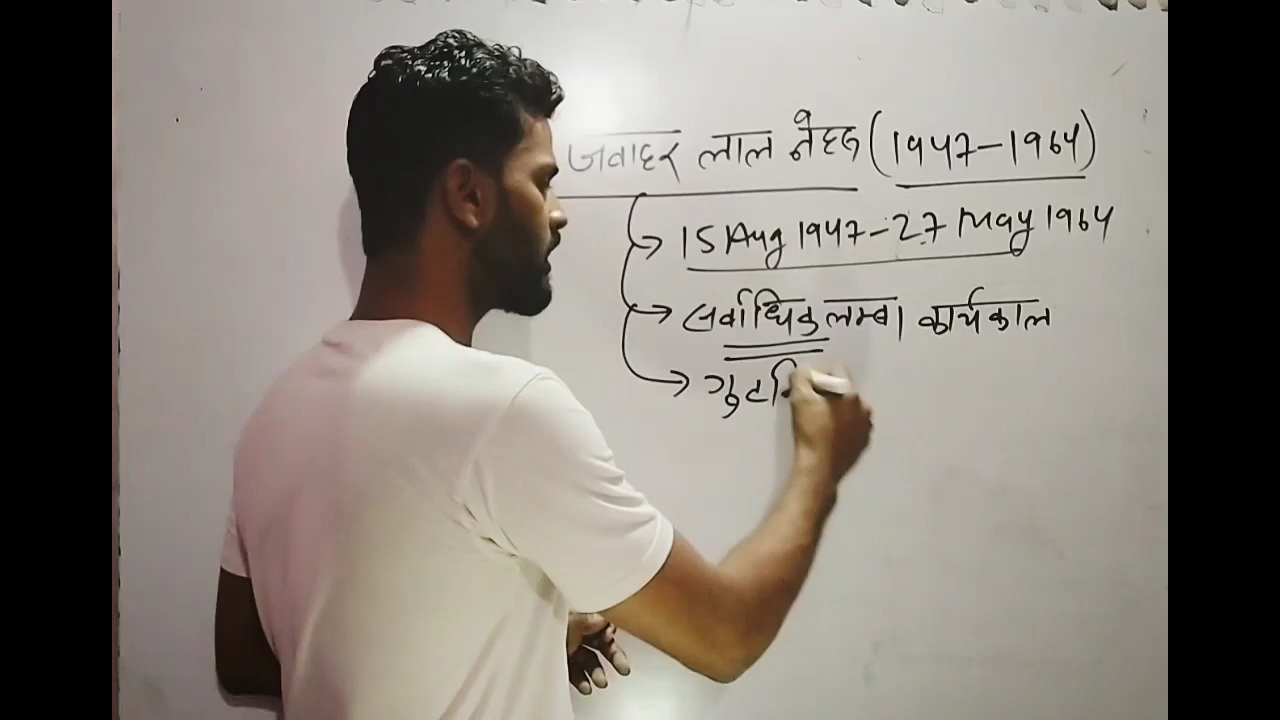 जवाहर लाल नेहरू (1947-1964)
15 Aug 1947-27 May 1964
सर्वाधिक लम्बा कार्यकाल